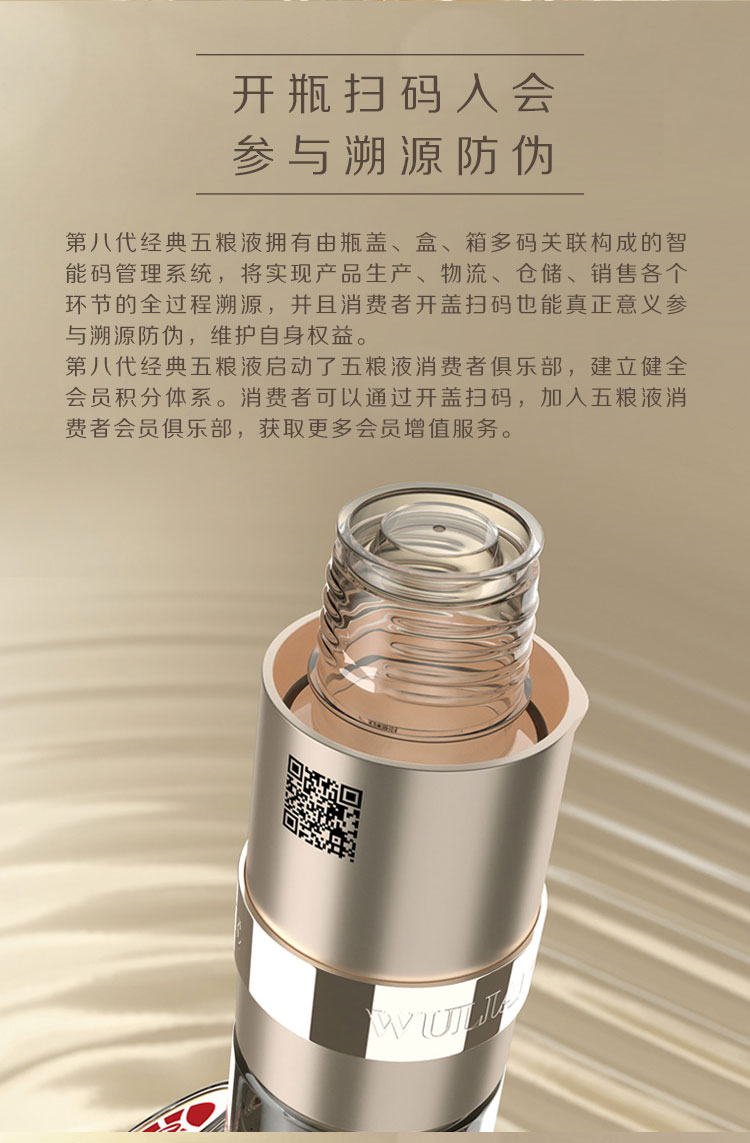 开瓶扫码入会
参与溯源防伪
第八代经典五粮液拥有由瓶盖、盒、箱多码关联构成的智
能码管理系统，将实现产品生产、物流、仓储、销售各个
环节的全过程溯源，并且消费者开盖扫码也能真正意义参
与溯源防伪，维护自身权益。
第八代经典五粮液启动了五粮液消费者俱乐部，建立健全
会员积分体系。消费者可以通过开盖扫码，加入五粮液消
费者会员俱乐部，获取更多会员增值服务。